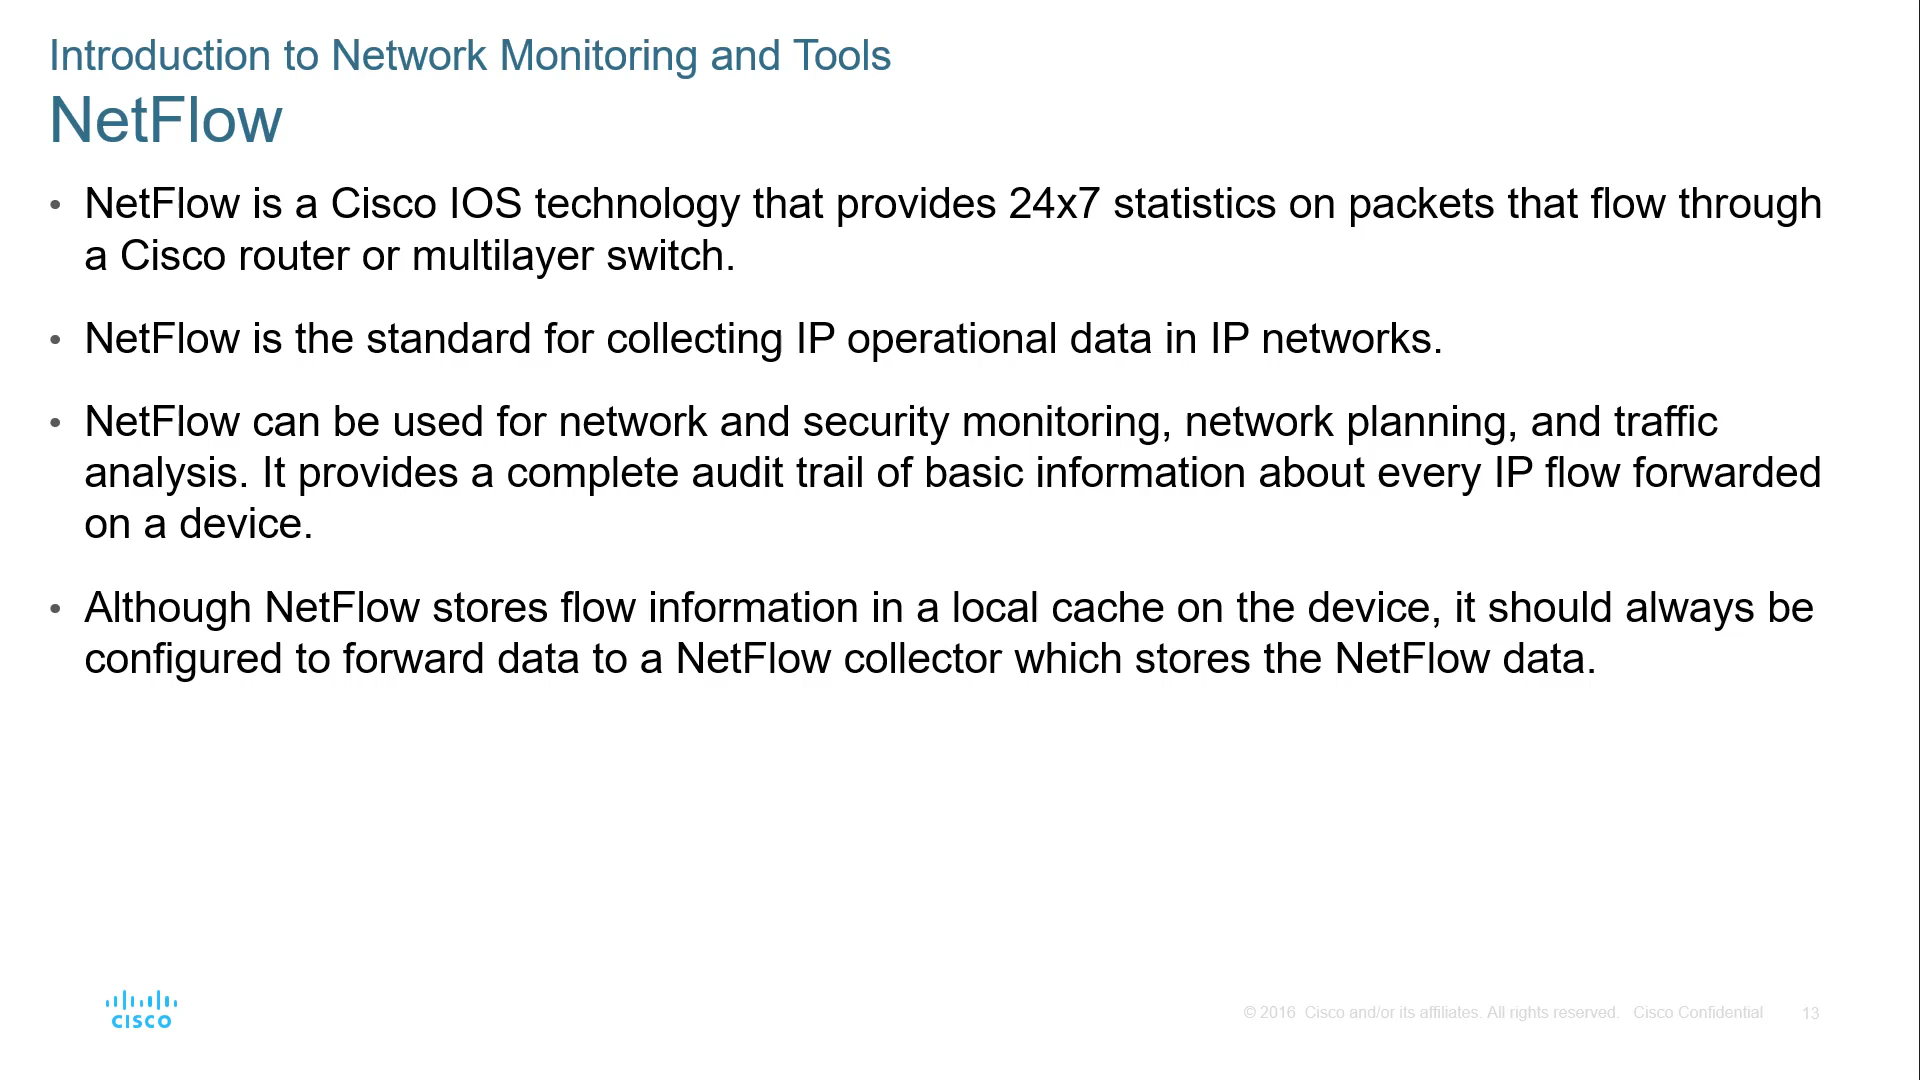 Introduction to Network Monitoring and Tools
NetFlow
• NetFlow is a Cisco IOS technology that provides 24x7 statistics on packets that flow through
a Cisco router or multilayer switch.
• NetFlow is the standard for collecting IP operational data in IP networks.
• NetFlow can be used for network and security monitoring, network planning, and traffic
analysis. It provides a complete audit trail of basic information about every IP flow forwarded
on a device.
• Although NetFlow stores flow information in a local cache on the device, it should always be
configured to forward data to a NetFlow collector which stores the NetFlow data.
CISCO
© 2016 Cisco and/or its affiliates. All rights reserved. Cisco Confidential 13